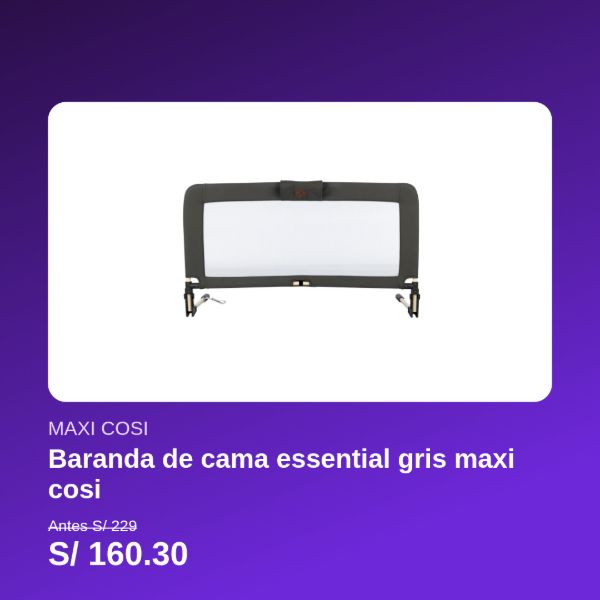 MAXI COSI
Baranda de cama essential gris maxi
cosi
Antes S/ 229
S/ 160.30